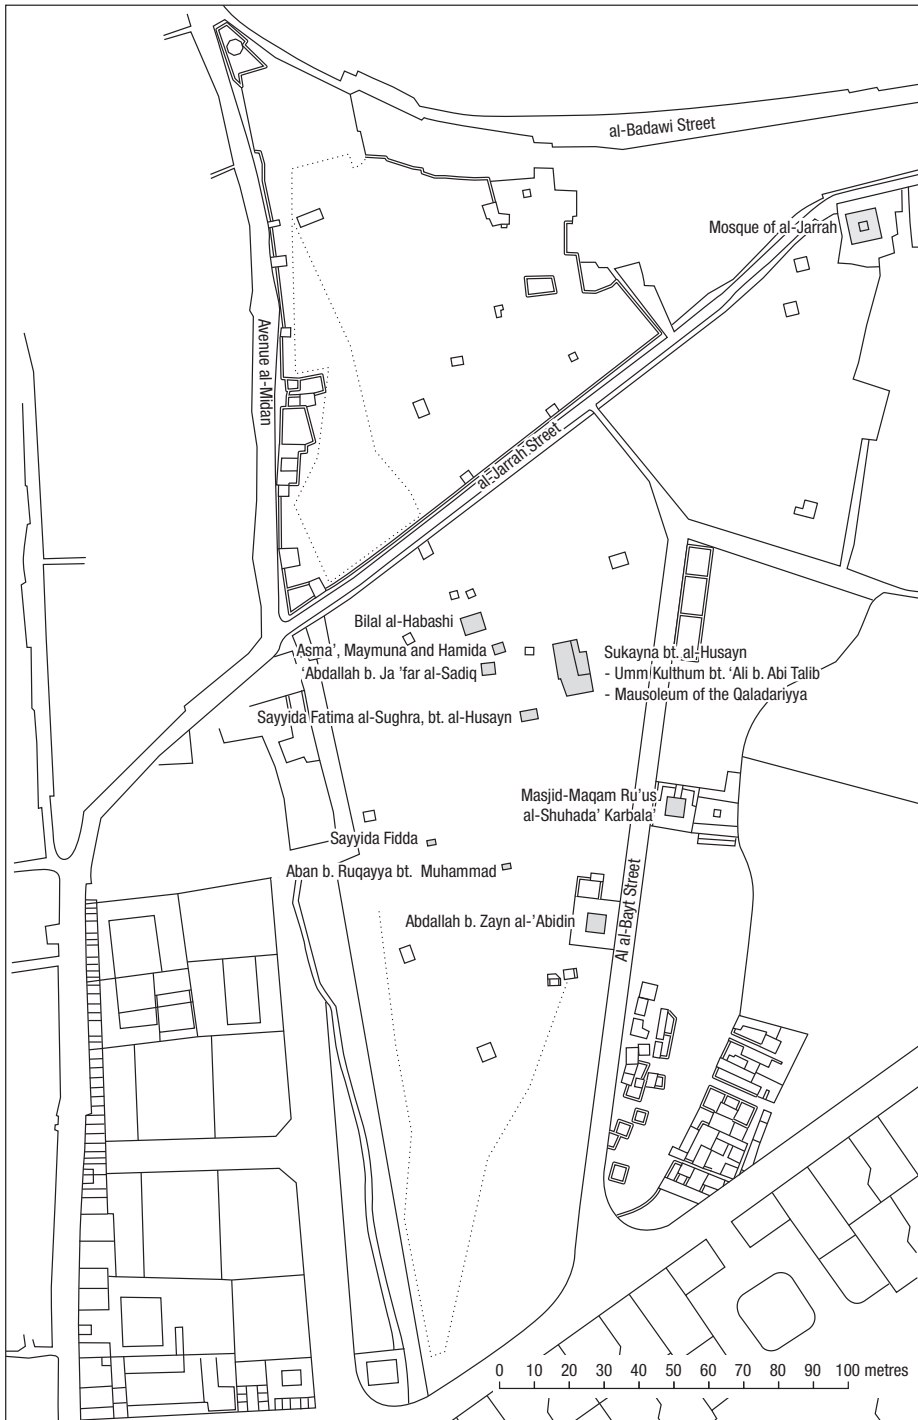 al-Badawi Street
Mosque of al-Jarrah
Avenue al-Midan
al-Jarrah Street
Bilal al-Habashi
Asma', Maymuna and Hamida
'Abdallah b. Ja 'far al-Sadiq
Sukayna bt. al-Husayn
- Umm Kulthum bt. 'Ali b. Abi Talib
- Mausoleum of the Qaladariyya
Sayyida Fatima al-Sughra, bt. al-Husayn
Masjid-Maqam Ru'us
al-Shuhada' Karbala'
Sayyida Fidda
Aban b. Ruqayya bt. Muhammad
Abdallah b. Zayn al-'Abidin
Al al-Bayt Street
0 10 20 30 40 50 60 70 80 90 100 metres